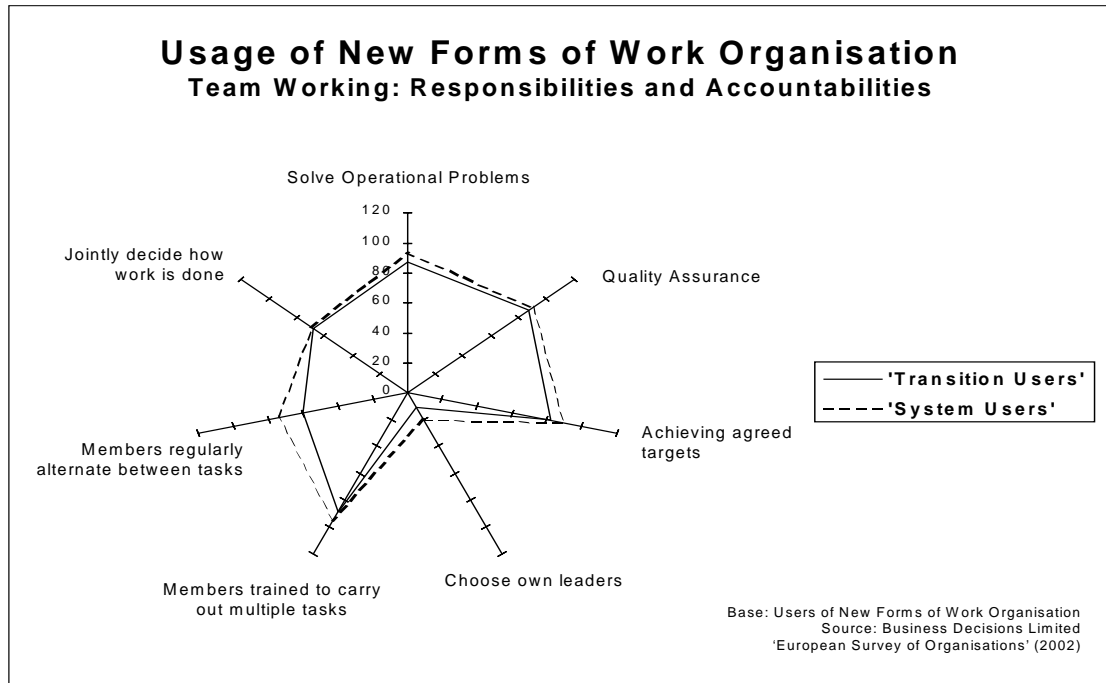 Usage of New Forms of Work Organisation
Team Working: Responsibilities and Accountabilities
Solve Operational Problems
120
100
80
60
40
20
0
Jointly decide how
work is done
Quality Assurance
'Transition Users'
'System Users'
Members regularly
alternate between tasks
Achieving agreed
targets
Members trained to carry
out multiple tasks
Choose own leaders
Base: Users of New Forms of Work Organisation
Source: Business Decisions Limited
‘European Survey of Organisations’ (2002)